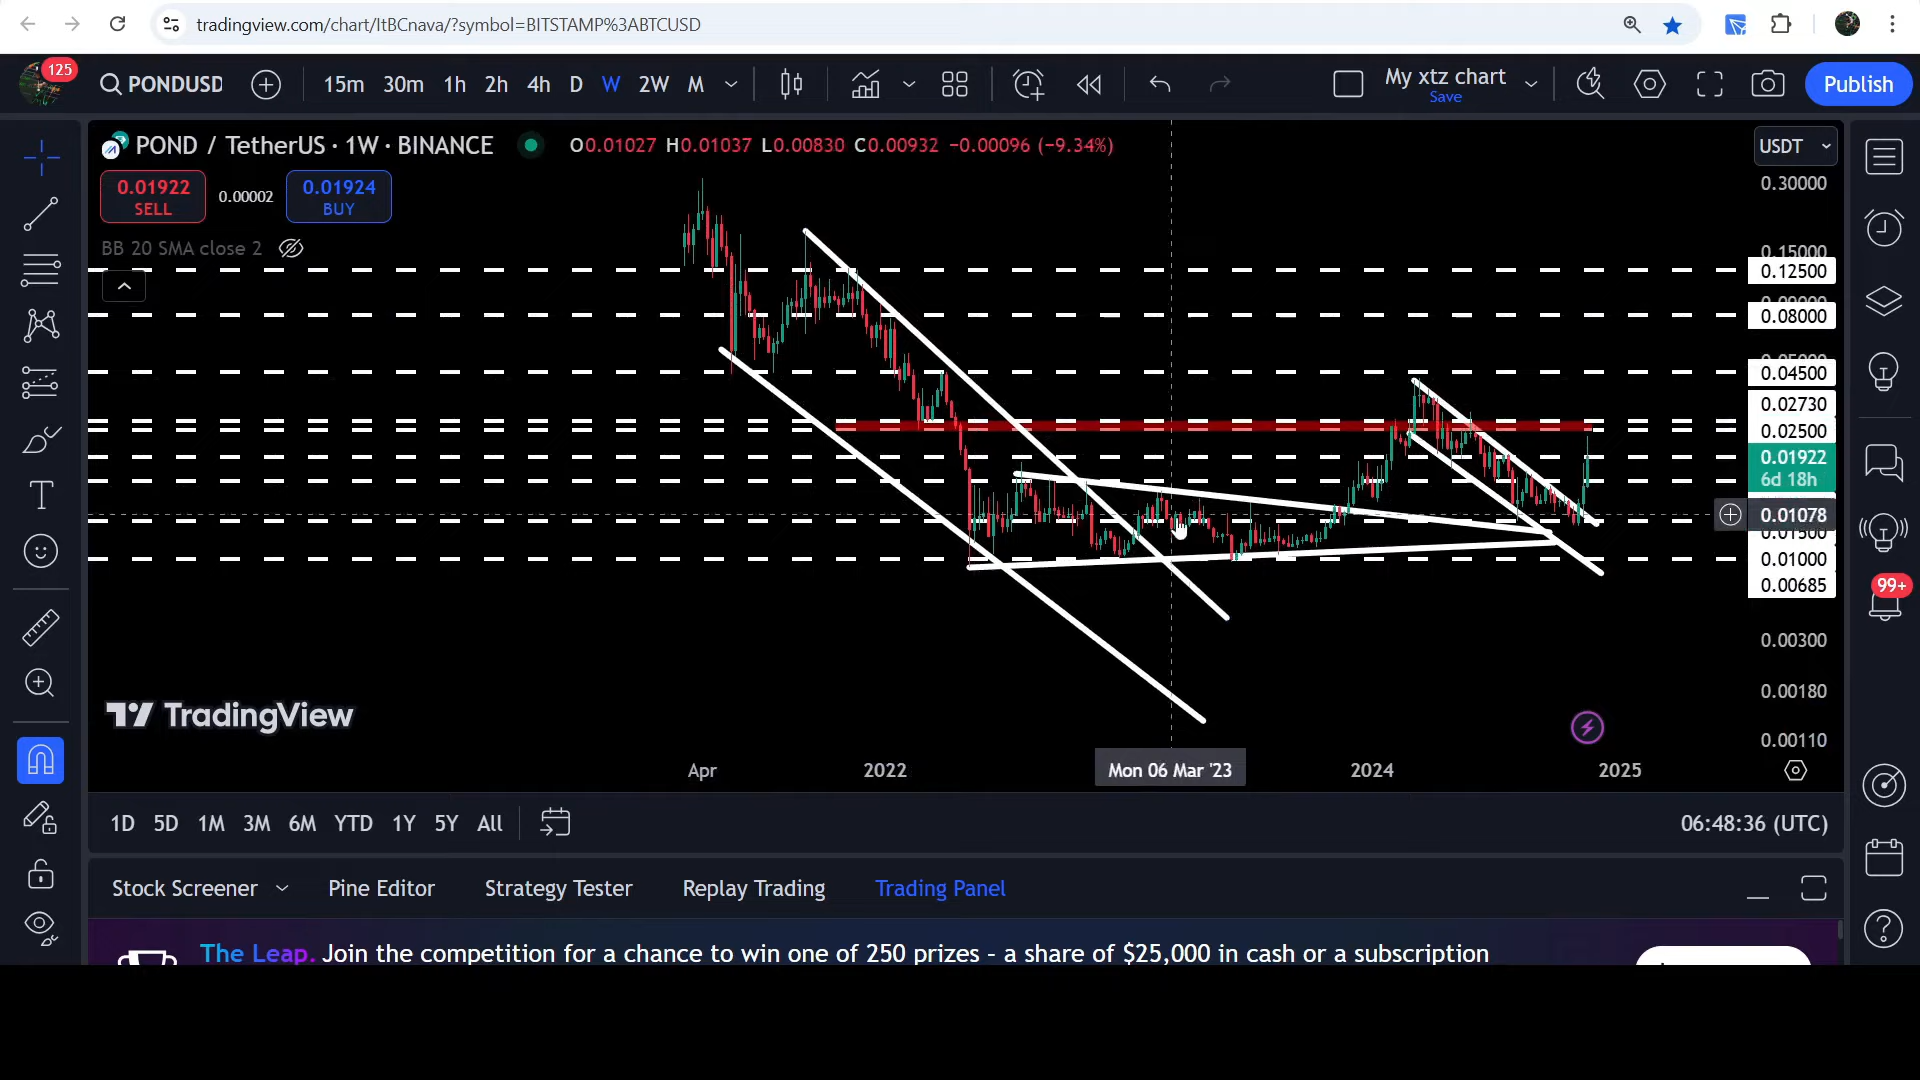 tradingview.com/chart/ItBCnava/?symbol=BITSTAMP%3ABTCUSD
125
PONDUSD
15m 30m 1h 2h 4h D W 2W M
My xtz chart
Save
Publish
POND / TetherUS · 1W · BINANCE
O0.01027 H0.01037 L0.00830 C0.00932 −0.00096 (−9.34%)
USDT
0.01922
SELL
0.00002
0.01924
BUY
BB 20 SMA close 2
0.30000
0.15000
0.12500
0.08000
0.04500
0.02730
0.02500
0.01922
6d 18h
0.01078
0.01500
0.01000
0.00685
0.00300
0.00180
0.00110
99+
TradingView
Apr 2022 Mon 06 Mar '23 2024 2025
1D 5D 1M 3M 6M YTD 1Y 5Y All
06:48:36 (UTC)
Stock Screener Pine Editor Strategy Tester Replay Trading Trading Panel
The Leap. Join the competition for a chance to win one of 250 prizes - a share of $25,000 in cash or a subscription